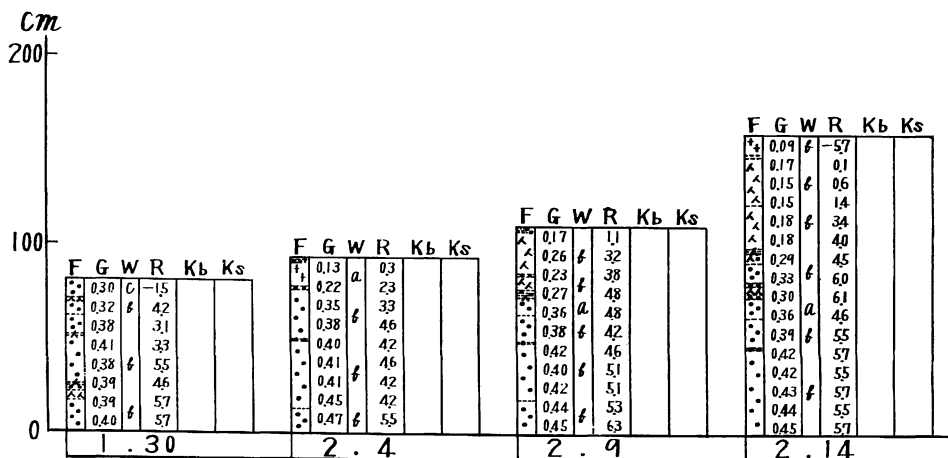 cm
200
100
0
F G W R Kb Ks
0.30 c -1.5
0.32 b 4.2
0.38 3.1
0.41 3.3
0.38 b 5.5
0.39 4.6
0.39 5.7
b
0.40 5.7
1.30
F G W R Kb Ks
0.13 0.3
a
0.22 2.3
0.35 3.3
b
0.38 4.6
0.40 4.2
0.41 4.6
b
0.41 4.2
0.45 4.2
0.47 b 5.5
2.4
F G W R Kb Ks
0.17 1.1
0.26 b 3.2
0.23 3.8
b
0.27 4.8
0.36 a 4.8
0.38 b 4.2
0.42 4.6
0.40 b 5.1
0.42 5.1
0.44 5.3
b
0.45 6.3
2.9
F G W R Kb Ks
0.09 b -5.7
0.17 0.1
0.15 b 0.6
0.15 1.4
0.18 b 3.4
0.18 4.0
0.29 4.5
b
0.33 6.0
0.30 6.1
a
0.36 4.6
0.39 b 5.5
0.42 5.7
0.42 5.5
0.43 b 5.7
0.44 5.5
0.45 5.7
2.14